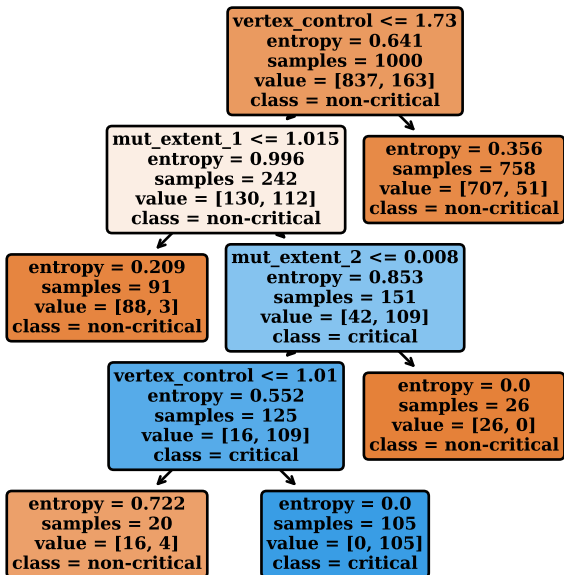 vertex_control <= 1.73
entropy = 0.641
samples = 1000
value = [837, 163]
class = non-critical
mut_extent_1 <= 1.015
entropy = 0.996
samples = 242
value = [130, 112]
class = non-critical
entropy = 0.356
samples = 758
value = [707, 51]
class = non-critical
entropy = 0.209
samples = 91
value = [88, 3]
class = non-critical
mut_extent_2 <= 0.008
entropy = 0.853
samples = 151
value = [42, 109]
class = critical
vertex_control <= 1.01
entropy = 0.552
samples = 125
value = [16, 109]
class = critical
entropy = 0.0
samples = 26
value = [26, 0]
class = non-critical
entropy = 0.722
samples = 20
value = [16, 4]
class = non-critical
entropy = 0.0
samples = 105
value = [0, 105]
class = critical